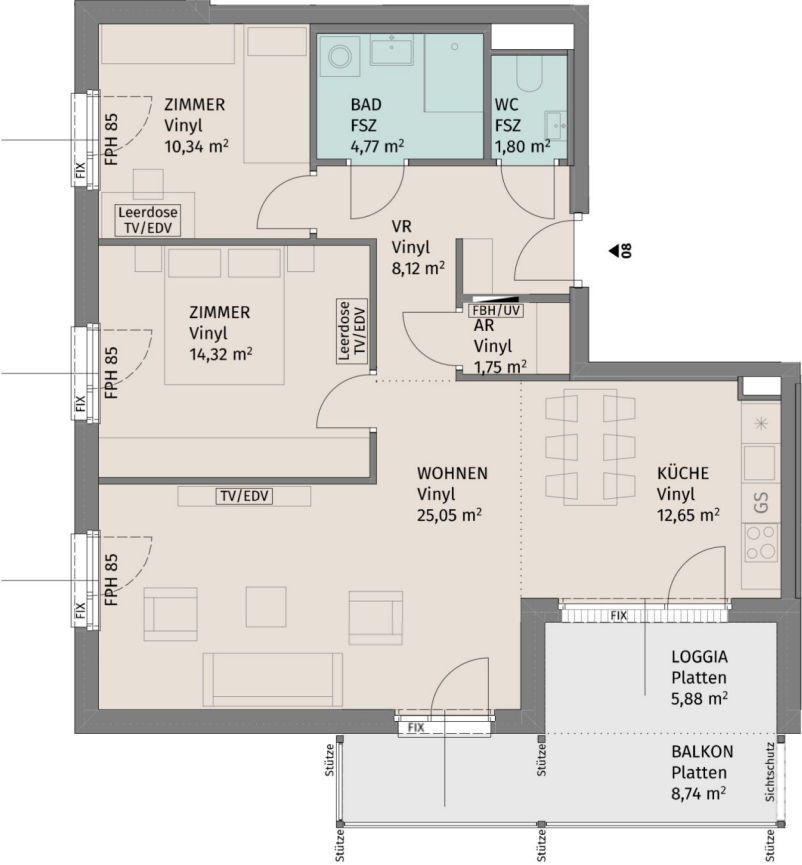 ZIMMER
Vinyl
10,34 m²
BAD
FSZ
4,77 m²
WC
FSZ
1,80 m²
FPH 85
FIX
Leerdose
TV/EDV
VR
Vinyl
8,12 m²
08
ZIMMER
Vinyl
14,32 m²
Leerdose
TV/EDV
FBH/UV
AR
Vinyl
1,75 m²
FPH 85
FIX
TV/EDV
WOHNEN
Vinyl
25,05 m²
KÜCHE
Vinyl
12,65 m²
GS
FPH 85
FIX
FIX
LOGGIA
Platten
5,88 m²
FIX
BALKON
Platten
8,74 m²
Stütze
Stütze
Sichtschutz
Stütze
Stütze
Stütze